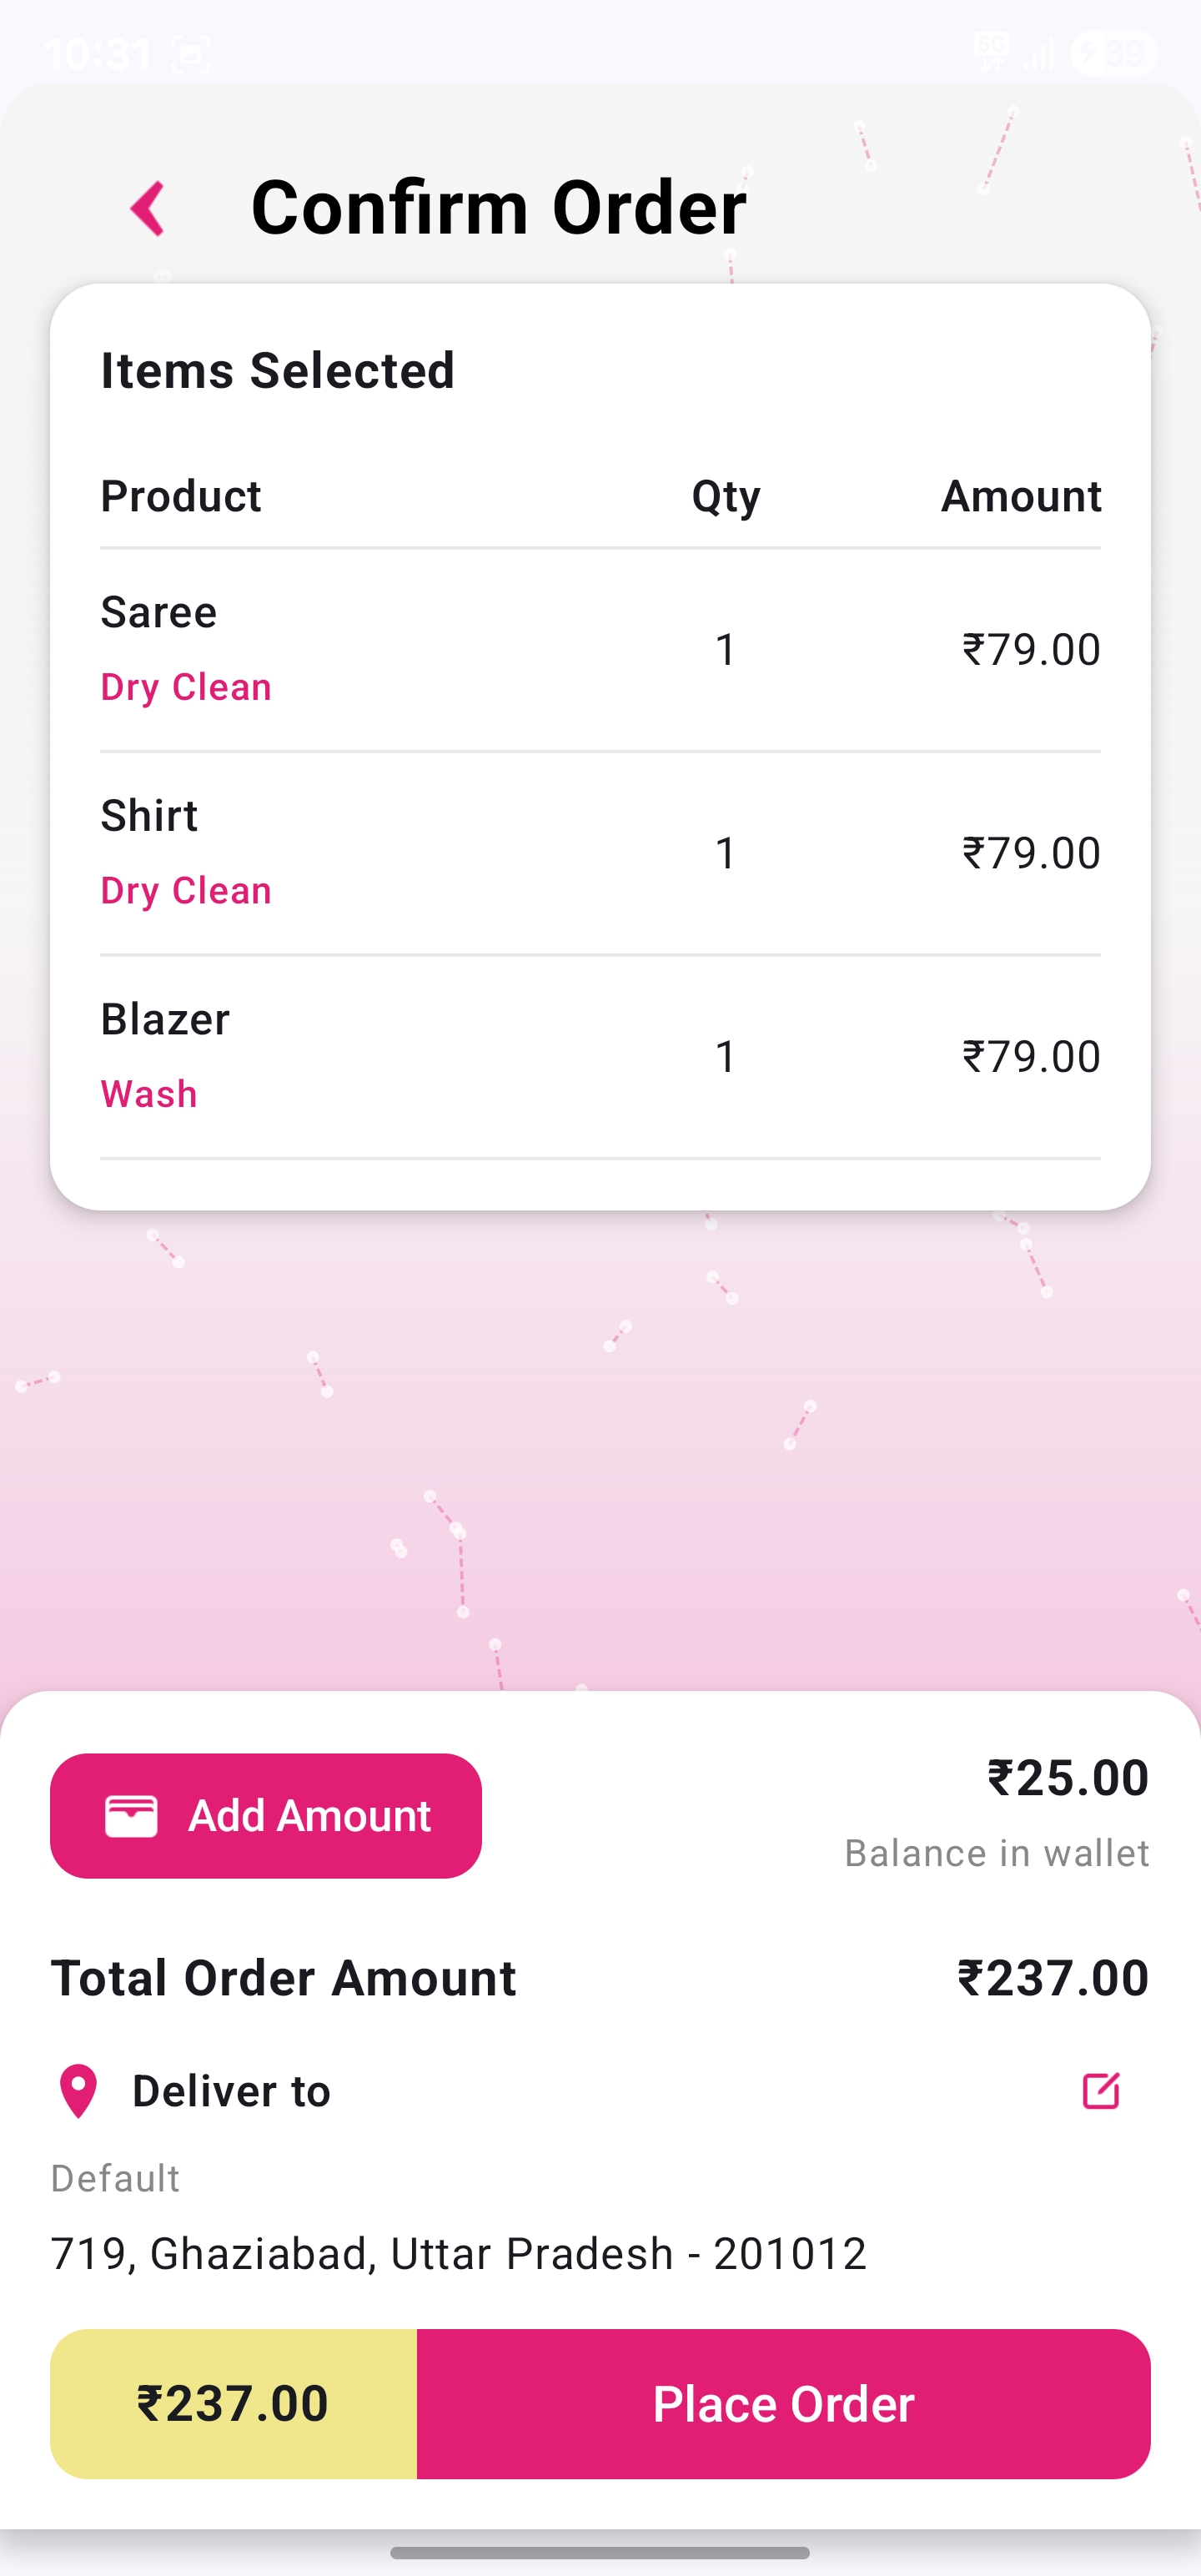 10:31 5G 39
Confirm Order
Items Selected
Product Qty Amount
Saree
1 ₹79.00
Dry Clean
Shirt
1 ₹79.00
Dry Clean
Blazer
1 ₹79.00
Wash
Add Amount
₹25.00
Balance in wallet
Total Order Amount ₹237.00
Deliver to
Default
719, Ghaziabad, Uttar Pradesh - 201012
₹237.00 Place Order